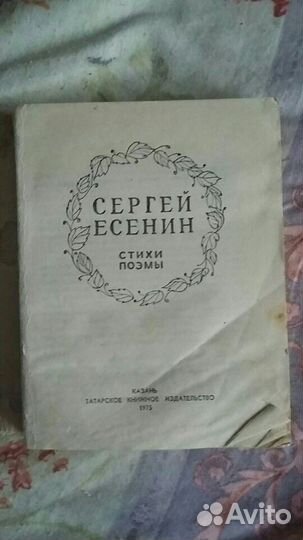 СЕРГЕЙ
ЕСЕНИН
СТИХИ
ПОЭМЫ
КАЗАНЬ
ТАТАРСКОЕ КНИЖНОЕ ИЗДАТЕЛЬСТВО
1975
Avito